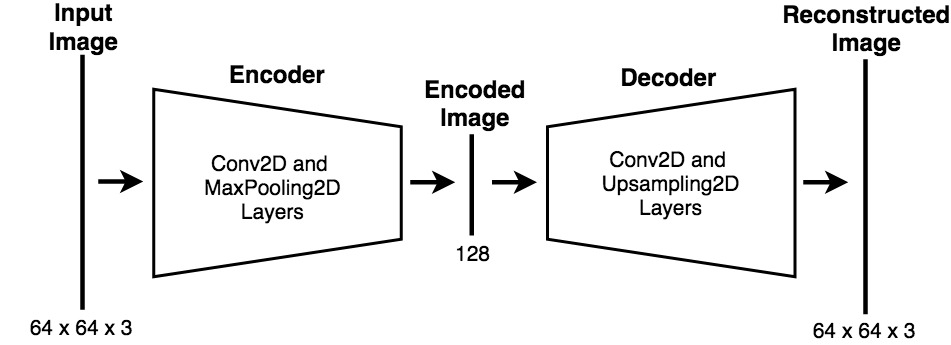 Input
Image
64 x 64 x 3
Encoder
Conv2D and
MaxPooling2D
Layers
Encoded
Image
128
Decoder
Conv2D and
Upsampling2D
Layers
Reconstructed
Image
64 x 64 x 3